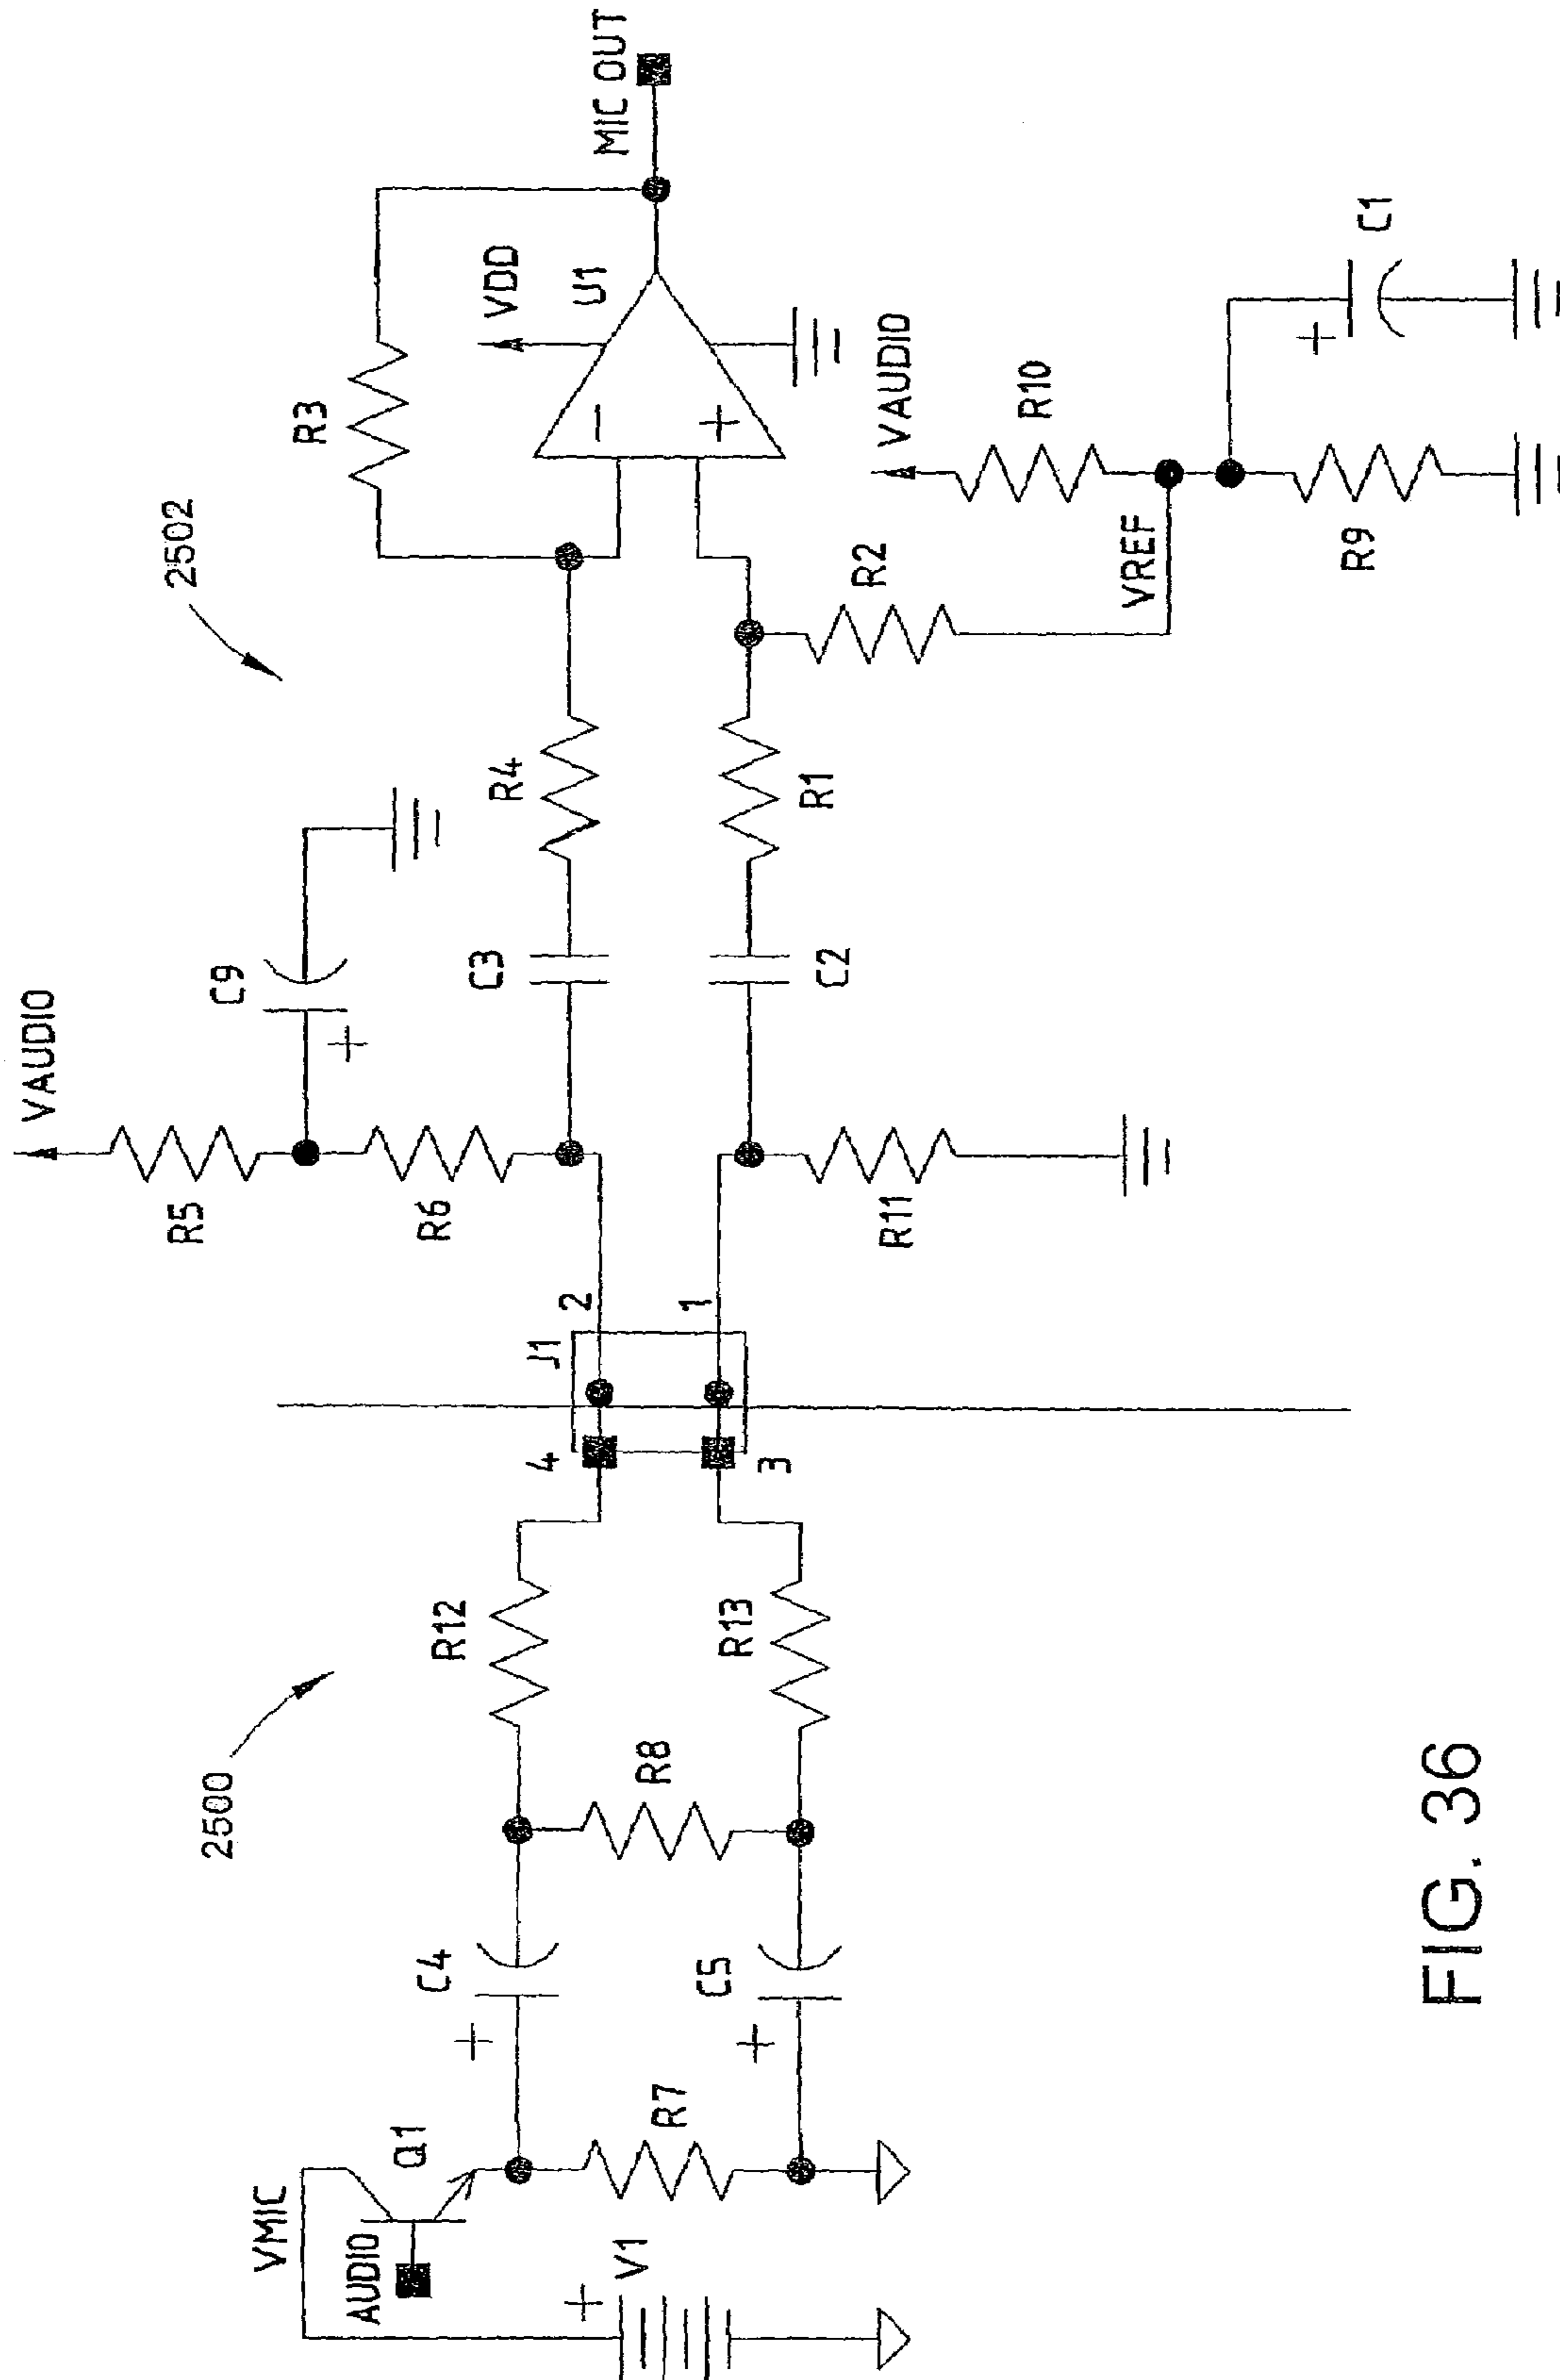 VMIC
AUDIO
Q1
+
V1
R7
+
C4
+
C5
2500
R8
R12
R13
4
3
J1
2
1
VAUDIO
R5
R6
R11
C9
+
C3
C2
R4
R1
2502
R3
R2
VREF
−
+
U1
VDD
MIC OUT
VAUDIO
R10
R9
+
C1
FIG. 36